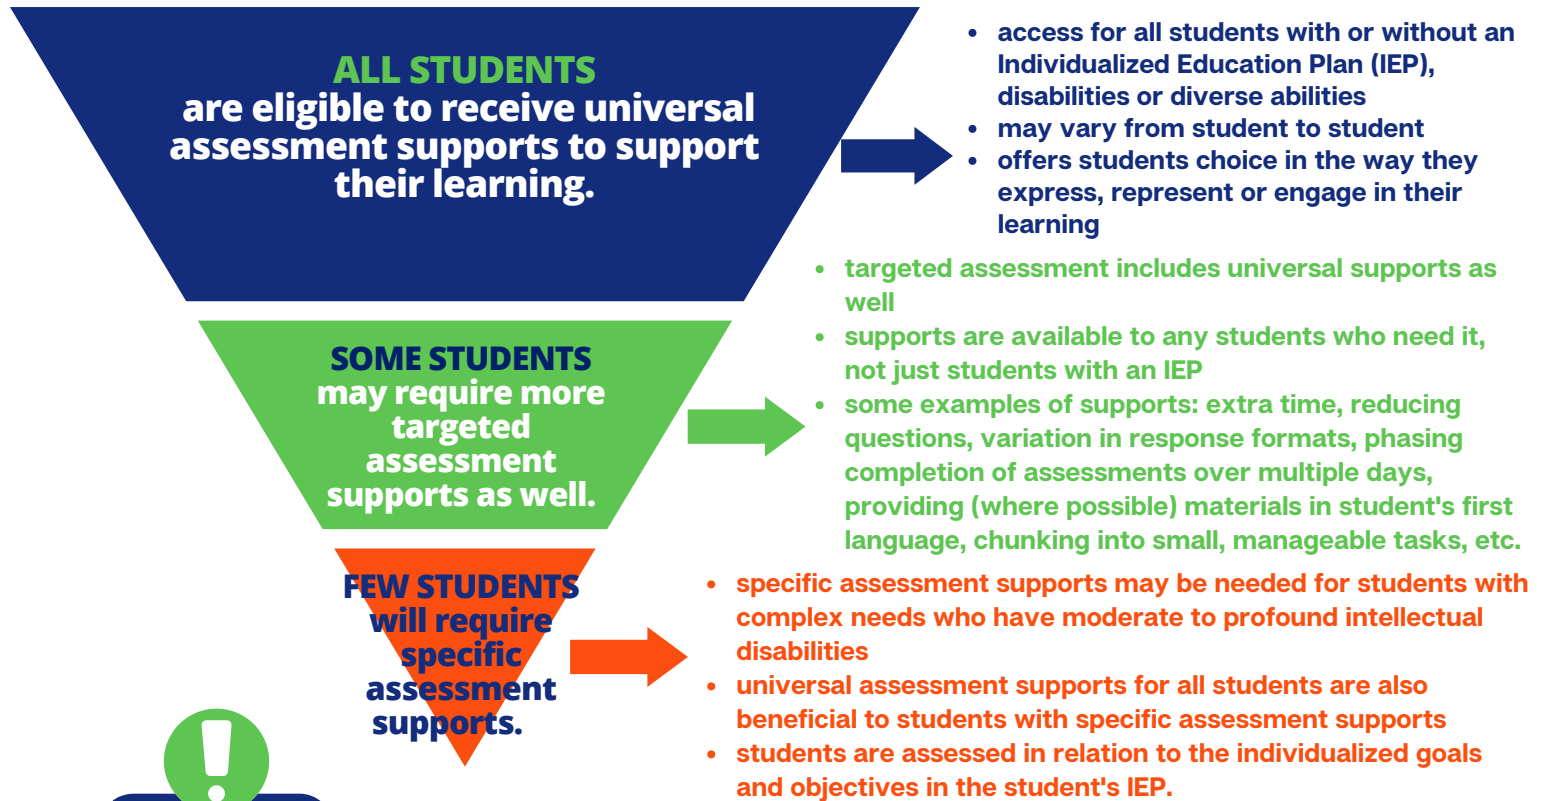 ALL STUDENTS
are eligible to receive universal
assessment supports to support
their learning.
• access for all students with or without an
Individualized Education Plan (IEP),
disabilities or diverse abilities
• may vary from student to student
• offers students choice in the way they
express, represent or engage in their
learning
SOME STUDENTS
may require more
targeted
assessment
supports as well.
• targeted assessment includes universal supports as
well
• supports are available to any students who need it,
not just students with an IEP
• some examples of supports: extra time, reducing
questions, variation in response formats, phasing
completion of assessments over multiple days,
providing (where possible) materials in student's first
language, chunking into small, manageable tasks, etc.
FEW STUDENTS
will require
specific
assessment
supports.
• specific assessment supports may be needed for students with
complex needs who have moderate to profound intellectual
disabilities
• universal assessment supports for all students are also
beneficial to students with specific assessment supports
• students are assessed in relation to the individualized goals
and objectives in the student's IEP.
!